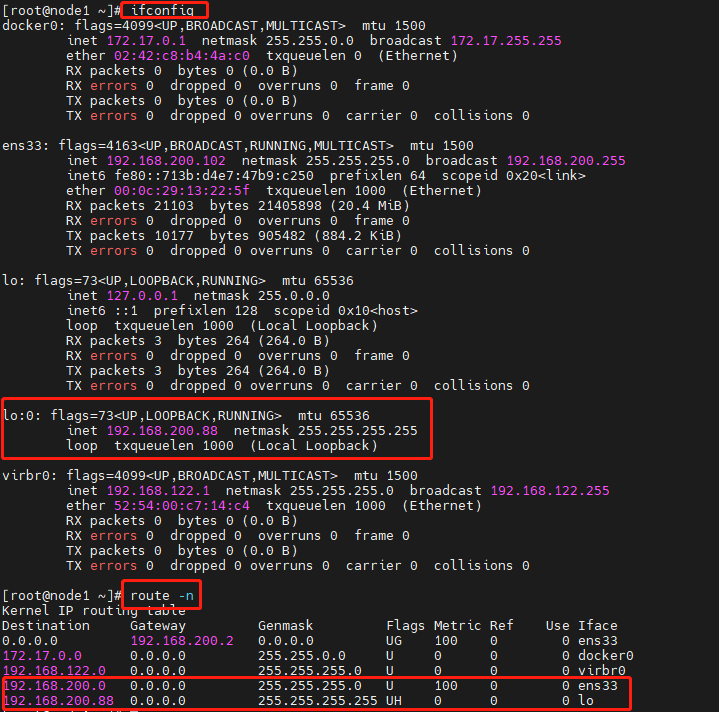 [root@node1 ~]# ifconfig
docker0: flags=4099<UP,BROADCAST,MULTICAST>  mtu 1500
        inet 172.17.0.1  netmask 255.255.0.0  broadcast 172.17.255.255
        ether 02:42:c8:b4:4a:c0  txqueuelen 0  (Ethernet)
        RX packets 0  bytes 0 (0.0 B)
        RX errors 0  dropped 0  overruns 0  frame 0
        TX packets 0  bytes 0 (0.0 B)
        TX errors 0  dropped 0 overruns 0  carrier 0  collisions 0

ens33: flags=4163<UP,BROADCAST,RUNNING,MULTICAST>  mtu 1500
        inet 192.168.200.102  netmask 255.255.255.0  broadcast 192.168.200.255
        inet6 fe80::713b:d4e7:47b9:c250  prefixlen 64  scopeid 0x20<link>
        ether 00:0c:29:13:22:5f  txqueuelen 1000  (Ethernet)
        RX packets 21103  bytes 21405898 (20.4 MiB)
        RX errors 0  dropped 0  overruns 0  frame 0
        TX packets 10177  bytes 905482 (884.2 KiB)
        TX errors 0  dropped 0 overruns 0  carrier 0  collisions 0

lo: flags=73<UP,LOOPBACK,RUNNING>  mtu 65536
        inet 127.0.0.1  netmask 255.0.0.0
        inet6 ::1  prefixlen 128  scopeid 0x10<host>
        loop  txqueuelen 1000  (Local Loopback)
        RX packets 3  bytes 264 (264.0 B)
        RX errors 0  dropped 0  overruns 0  frame 0
        TX packets 3  bytes 264 (264.0 B)
        TX errors 0  dropped 0 overruns 0  carrier 0  collisions 0

lo:0: flags=73<UP,LOOPBACK,RUNNING>  mtu 65536
        inet 192.168.200.88  netmask 255.255.255.255
        loop  txqueuelen 1000  (Local Loopback)

virbr0: flags=4099<UP,BROADCAST,MULTICAST>  mtu 1500
        inet 192.168.122.1  netmask 255.255.255.0  broadcast 192.168.122.255
        ether 52:54:00:c7:14:c4  txqueuelen 1000  (Ethernet)
        RX packets 0  bytes 0 (0.0 B)
        RX errors 0  dropped 0  overruns 0  frame 0
        TX packets 0  bytes 0 (0.0 B)
        TX errors 0  dropped 0 overruns 0  carrier 0  collisions 0

[root@node1 ~]# route -n
Kernel IP routing table
Destination     Gateway         Genmask         Flags Metric Ref    Use Iface
0.0.0.0         192.168.200.2   0.0.0.0         UG    100    0        0 ens33
172.17.0.0      0.0.0.0         255.255.0.0     U     0      0        0 docker0
192.168.122.0   0.0.0.0         255.255.255.0   U     0      0        0 virbr0
192.168.200.0   0.0.0.0         255.255.255.0   U     100    0        0 ens33
192.168.200.88  0.0.0.0         255.255.255.255 UH    0      0        0 lo